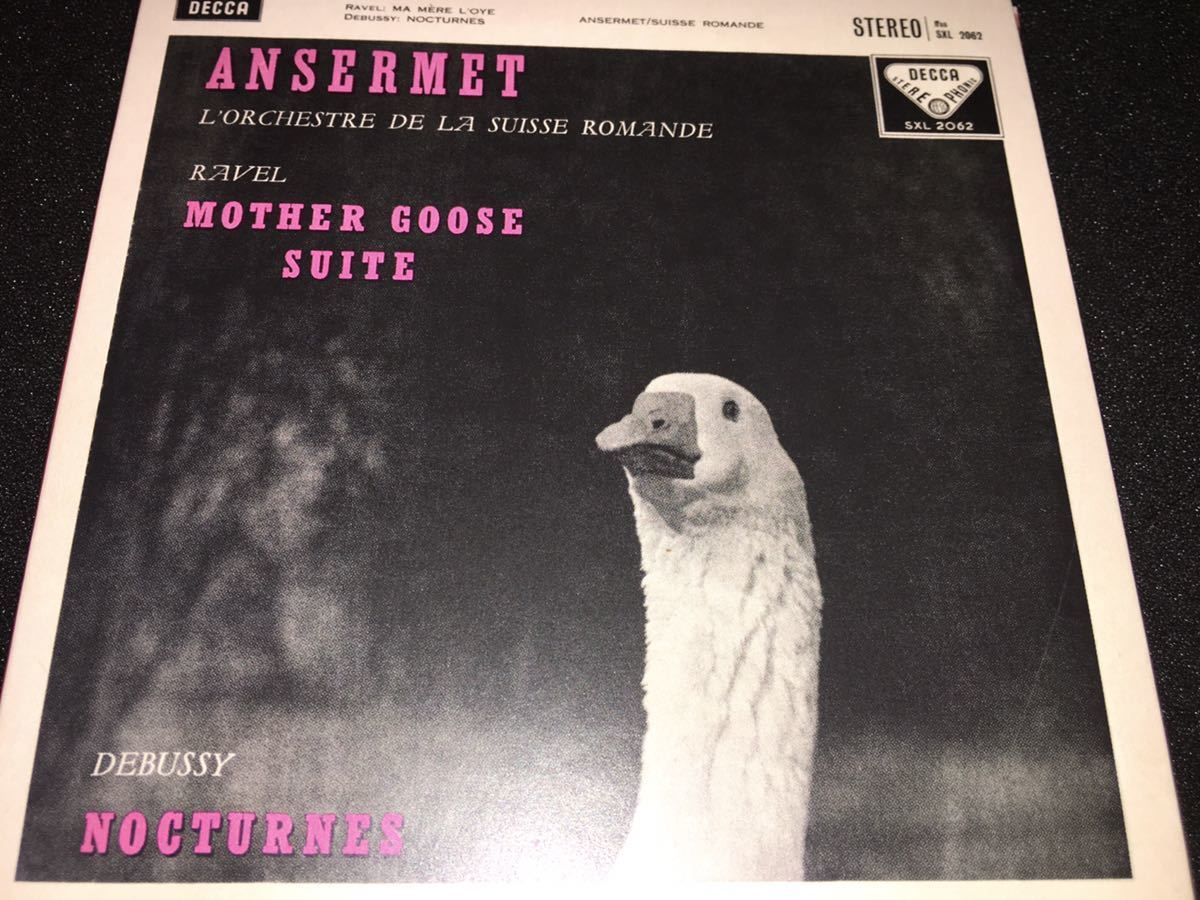 DECCA
RAVEL: MA MÈRE L'OYE
DEBUSSY: NOCTURNES
ANSERMET/SUISSE ROMANDE
STEREO
SXL 2062
DECCA
STEREOPHONIC
SXL 2062
ANSERMET
L'ORCHESTRE DE LA SUISSE ROMANDE
RAVEL
MOTHER GOOSE
SUITE
DEBUSSY
NOCTURNES